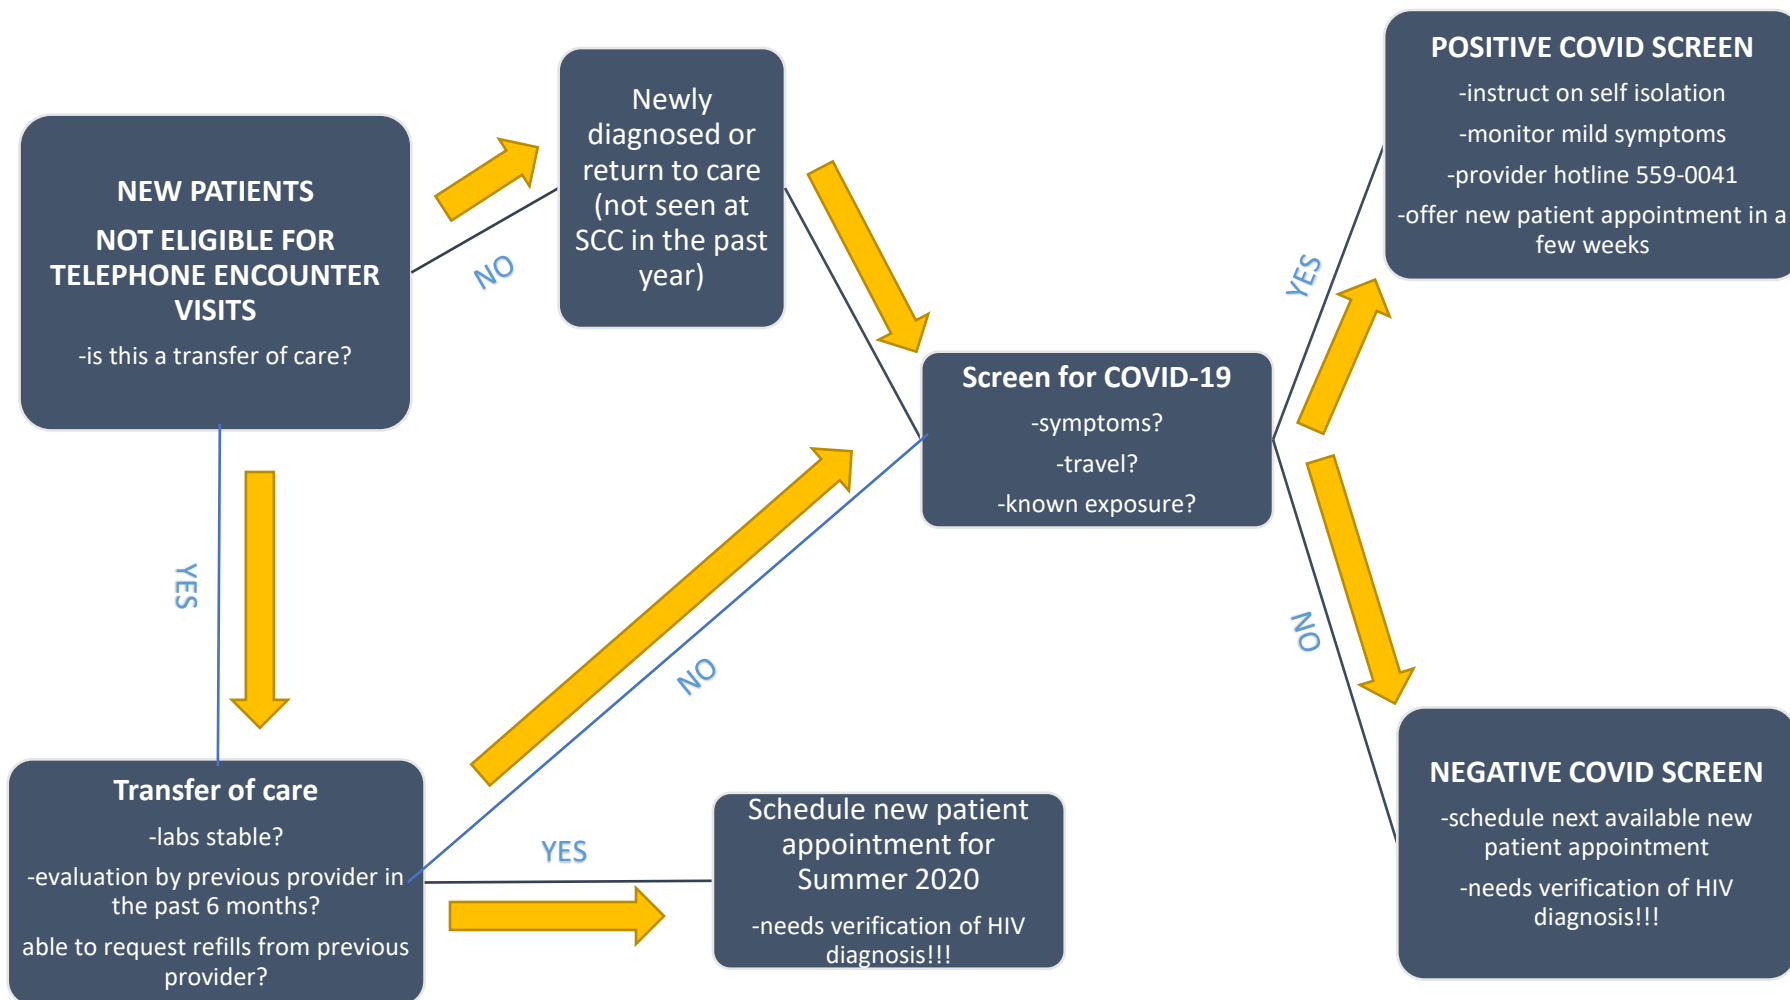 NEW PATIENTS
NOT ELIGIBLE FOR
TELEPHONE ENCOUNTER
VISITS
-is this a transfer of care?
NO
Newly
diagnosed or
return to care
(not seen at
SCC in the past
year)
YES
Transfer of care
-labs stable?
-evaluation by previous provider in
the past 6 months?
able to request refills from previous
provider?
NO
YES
Schedule new patient
appointment for
Summer 2020
-needs verification of HIV
diagnosis!!!
Screen for COVID-19
-symptoms?
-travel?
-known exposure?
YES
POSITIVE COVID SCREEN
-instruct on self isolation
-monitor mild symptoms
-provider hotline 559-0041
-offer new patient appointment in a
few weeks
NO
NEGATIVE COVID SCREEN
-schedule next available new
patient appointment
-needs verification of HIV
diagnosis!!!